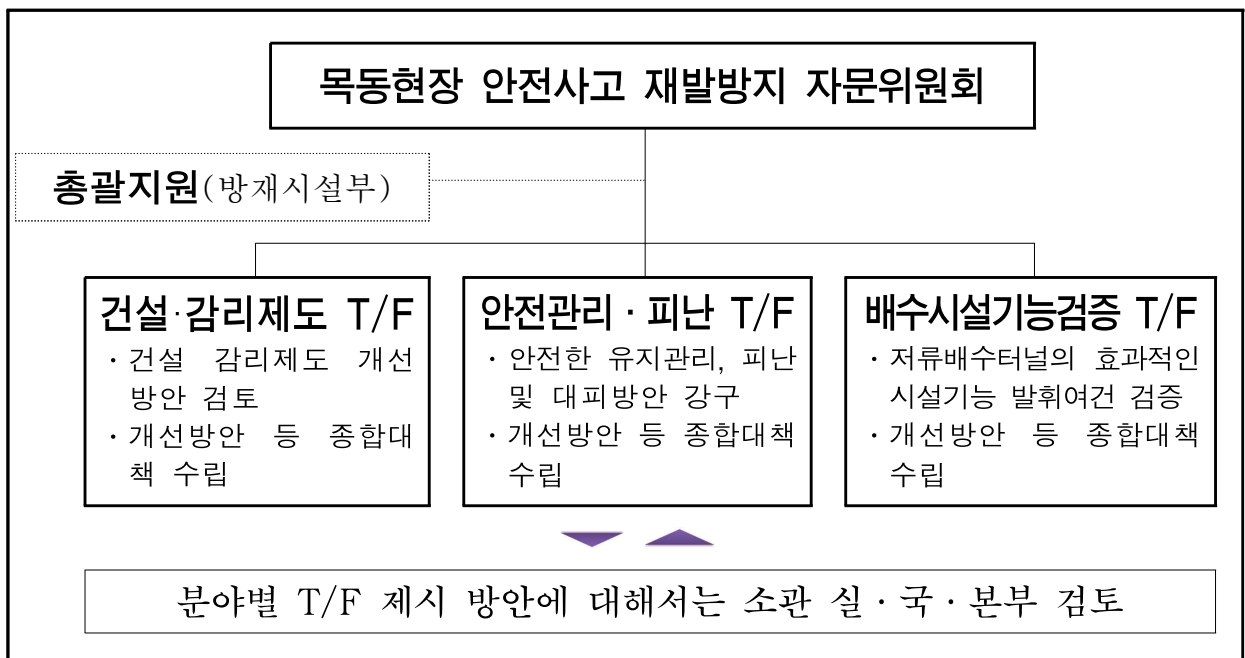 목동현장 안전사고 재발방지 자문위원회
총괄지원(방재시설부)
건설·감리제도 T/F
· 건설 감리제도 개선
방안 검토
· 개선방안 등 종합대
책 수립
안전관리 · 피난 T/F
· 안전한 유지관리, 피난
및 대피방안 강구
· 개선방안 등 종합대책
수립
배수시설기능검증 T/F
· 저류배수터널의 효과적인
시설기능 발휘여건 검증
· 개선방안 등 종합대책
수립
분야별 T/F 제시 방안에 대해서는 소관 실 · 국 · 본부 검토